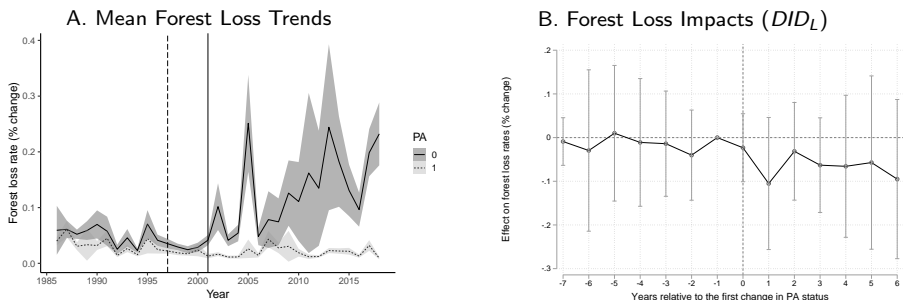 A. Mean Forest Loss Trends
Forest loss rate (% change)
0.4
0.3
0.2
0.1
0.0
1985 1990 1995 2000 2005 2010 2015
Year
PA
0
1
B. Forest Loss Impacts (DID_L)
Effect on forest loss rates (% change)
.2
.1
0
-.1
-.2
-.3
-7 -6 -5 -4 -3 -2 -1 0 1 2 3 4 5 6
Years relative to the first change in PA status